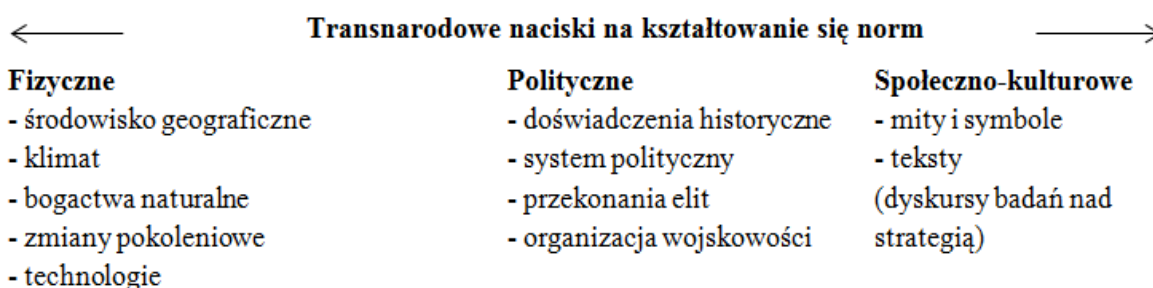 Transnarodowe naciski na kształtowanie się norm
Fizyczne
- środowisko geograficzne
- klimat
- bogactwa naturalne
- zmiany pokoleniowe
- technologie
Polityczne
- doświadczenia historyczne
- system polityczny
- przekonania elit
- organizacja wojskowości
Społeczno-kulturowe
- mity i symbole
- teksty
(dyskursy badań nad
strategią)